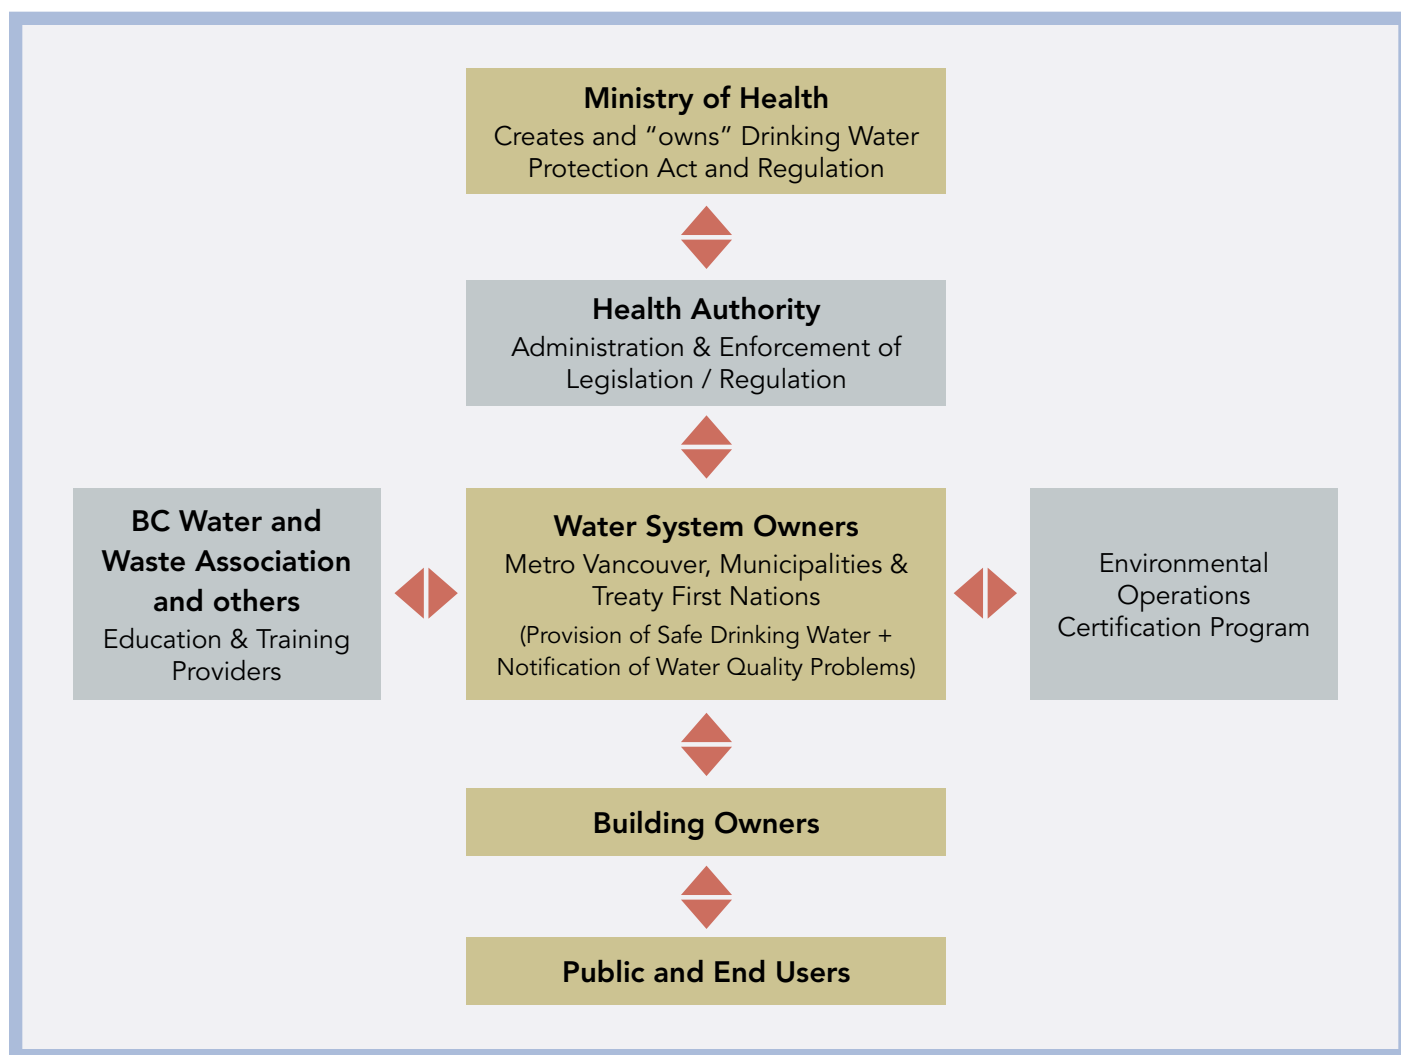 Ministry of Health
Creates and “owns” Drinking Water
Protection Act and Regulation
Health Authority
Administration & Enforcement of
Legislation / Regulation
BC Water and
Waste Association
and others
Education & Training
Providers
Water System Owners
Metro Vancouver, Municipalities &
Treaty First Nations
(Provision of Safe Drinking Water +
Notification of Water Quality Problems)
Environmental
Operations
Certification Program
Building Owners
Public and End Users